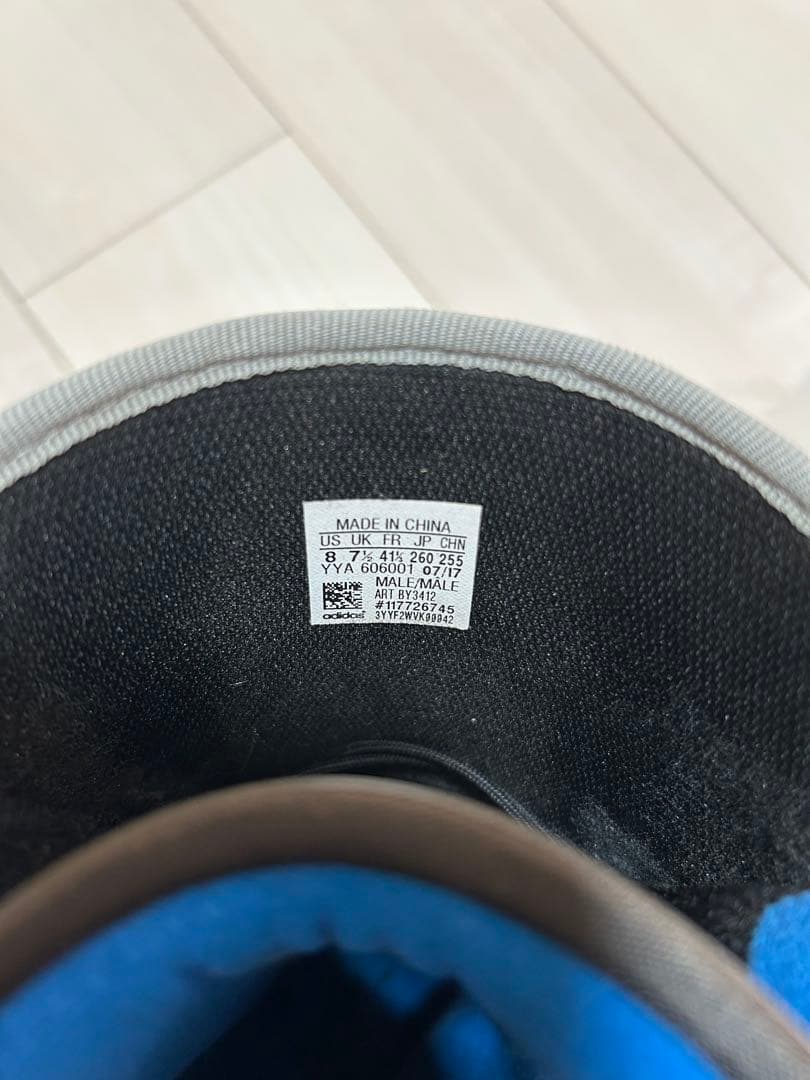 MADE IN CHINA
US UK FR JP CHN
8 7½ 41⅓ 260 255
YYA 606001 07/17
MALE/MÂLE
ART BY3412
#117726745
adidas 3YYF2WVK00042